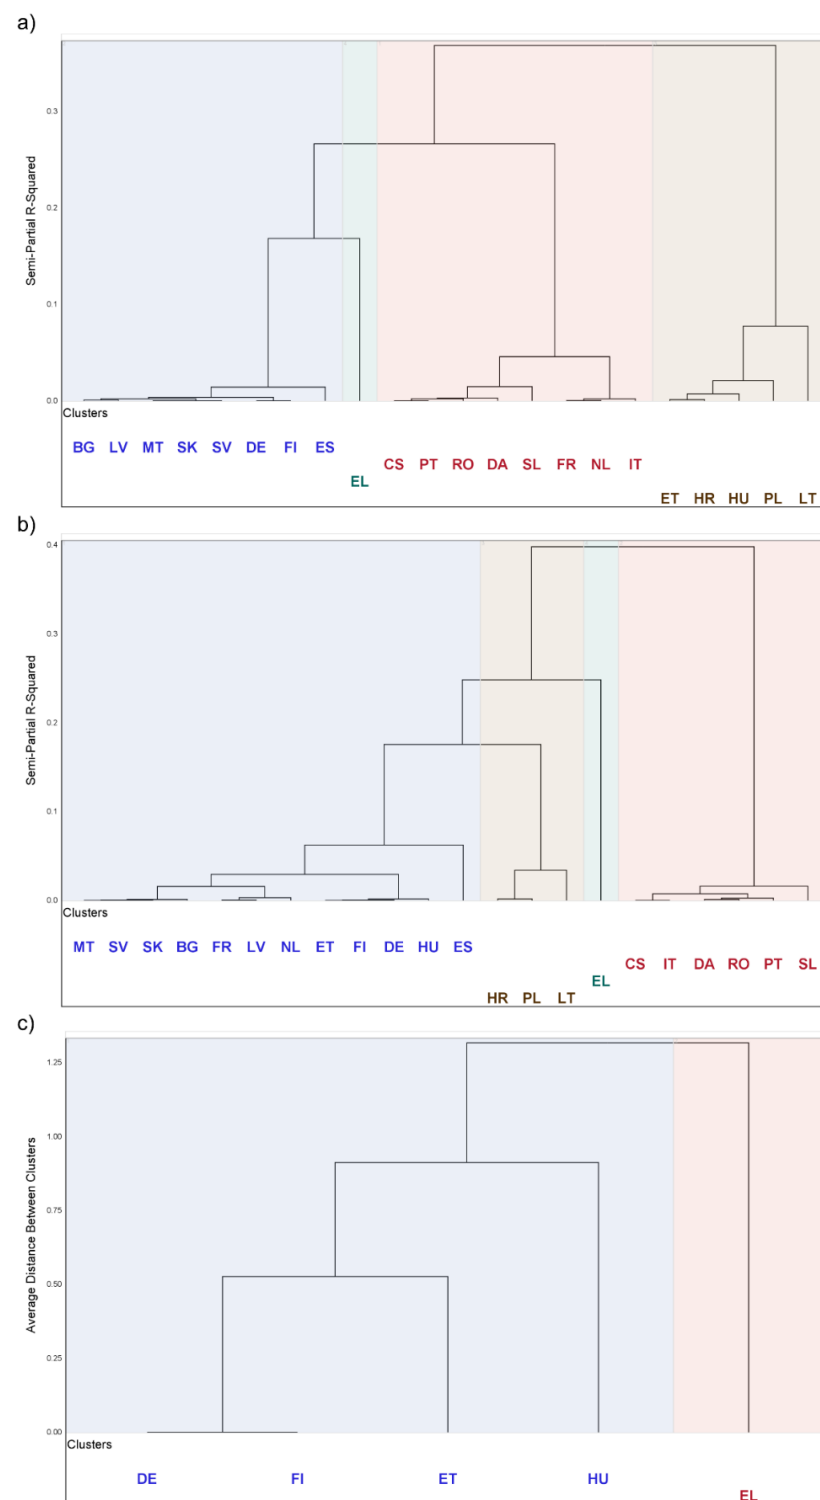 a)
Semi-Partial R-Squared
0.3
0.2
0.1
0.0
Clusters
BG LV MT SK SV DE FI ES
EL
CS PT RO DA SL FR NL IT
ET HR HU PL LT
b)
Semi-Partial R-Squared
0.4
0.3
0.2
0.1
0.0
Clusters
MT SV SK BG FR LV NL ET FI DE HU ES
CS IT DA RO PT SL
EL
HR PL LT
c)
Average Distance Between Clusters
1.25
1.00
0.75
0.50
0.25
0.00
Clusters
DE FI ET HU
EL